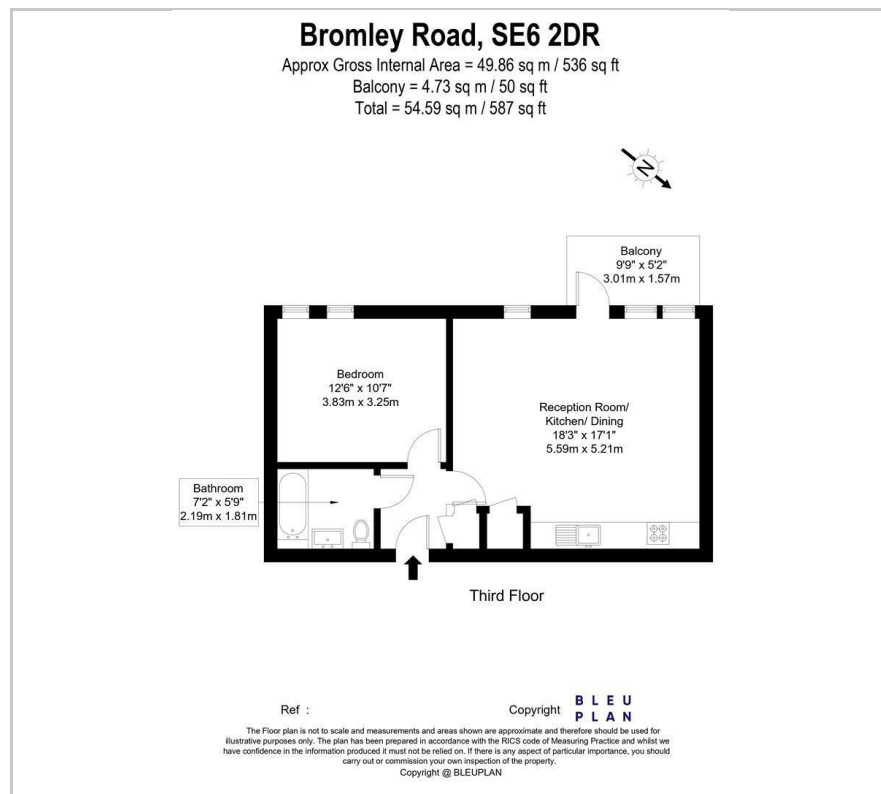 Bromley Road, SE6 2DR
Approx Gross Internal Area = 49.86 sq m / 536 sq ft
Balcony = 4.73 sq m / 50 sq ft
Total = 54.59 sq m / 587 sq ft
N
Balcony
9'9" x 5'2"
3.01m x 1.57m
Bedroom
12'6" x 10'7"
3.83m x 3.25m
Reception Room/
Kitchen/ Dining
18'3" x 17'1"
5.59m x 5.21m
Bathroom
7'2" x 5'9"
2.19m x 1.81m
Third Floor
Ref :
Copyright
BLEU
PLAN
The Floor plan is not to scale and measurements and areas shown are approximate and therefore should be used for
illustrative purposes only. The plan has been prepared in accordance with the RICS code of Measuring Practice and whilst we
have confidence in the information produced it must not be relied on. If there is any aspect of particular importance, you should
carry out or commission your own inspection of the property.
Copyright @ BLEUPLAN